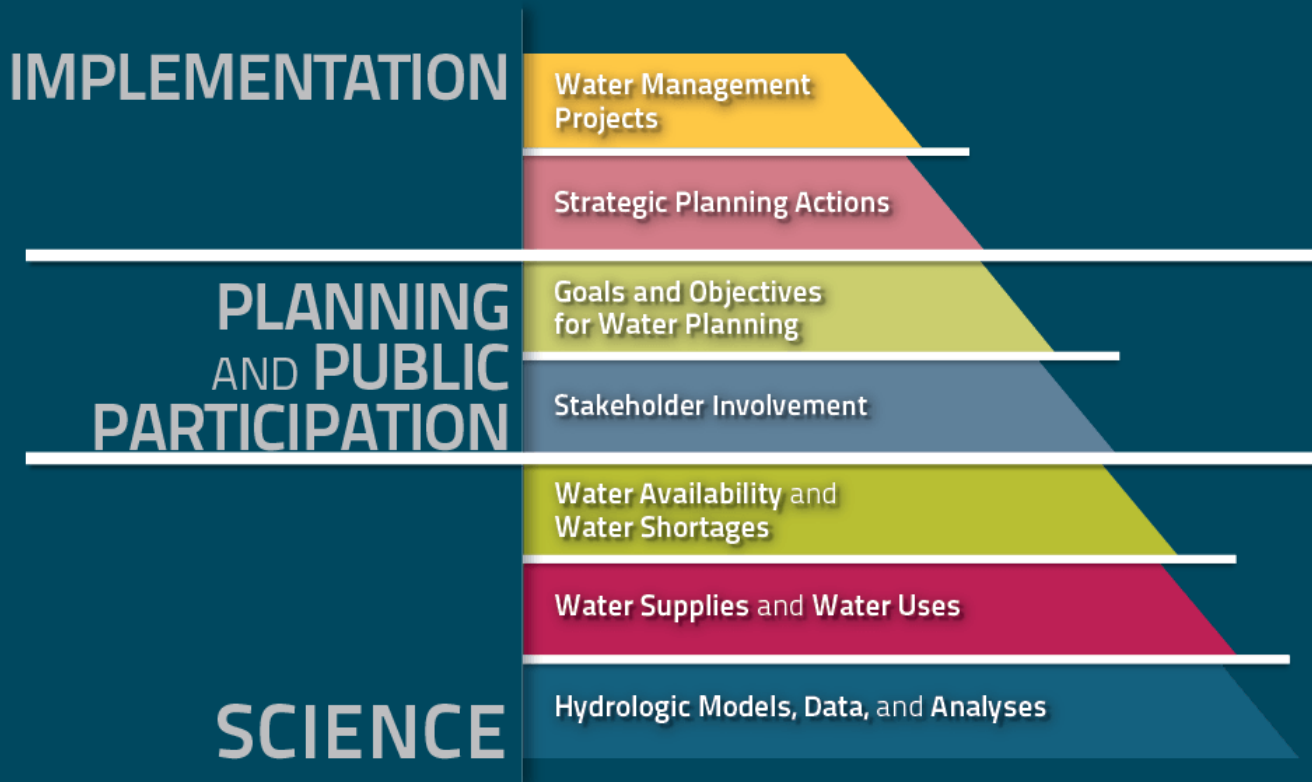 IMPLEMENTATION
Water Management
Projects
Strategic Planning Actions
PLANNING
AND PUBLIC
PARTICIPATION
Goals and Objectives
for Water Planning
Stakeholder Involvement
SCIENCE
Water Availability and
Water Shortages
Water Supplies and Water Uses
Hydrologic Models, Data, and Analyses